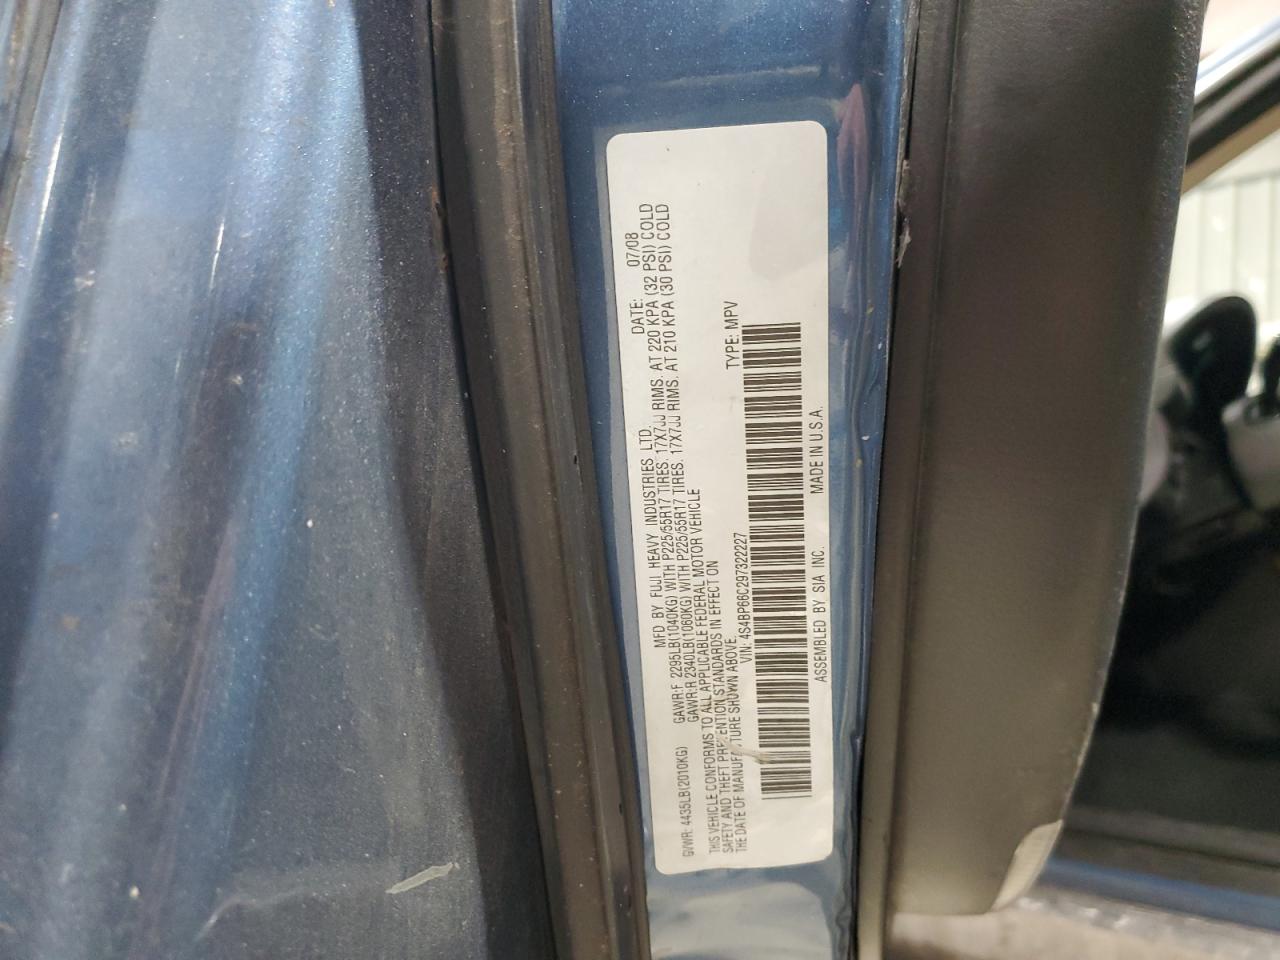 MFD BY FUJI HEAVY INDUSTRIES LTD. DATE: 07/08
GVWR: 4435LB(2010KG) GAWR:F 2295LB(1040KG) WITH P225/55R17 TIRES. 17X7JJ RIMS. AT 220 KPA (32 PSI) COLD
GAWR:R 2340LB(1060KG) WITH P225/55R17 TIRES. 17X7JJ RIMS. AT 210 KPA (30 PSI) COLD
THIS VEHICLE CONFORMS TO ALL APPLICABLE FEDERAL MOTOR VEHICLE
SAFETY AND THEFT PREVENTION STANDARDS IN EFFECT ON
THE DATE OF MANUFACTURE SHOWN ABOVE.
VIN: 4S4BP66C297322227 TYPE: MPV
ASSEMBLED BY SIA INC. MADE IN U.S.A.